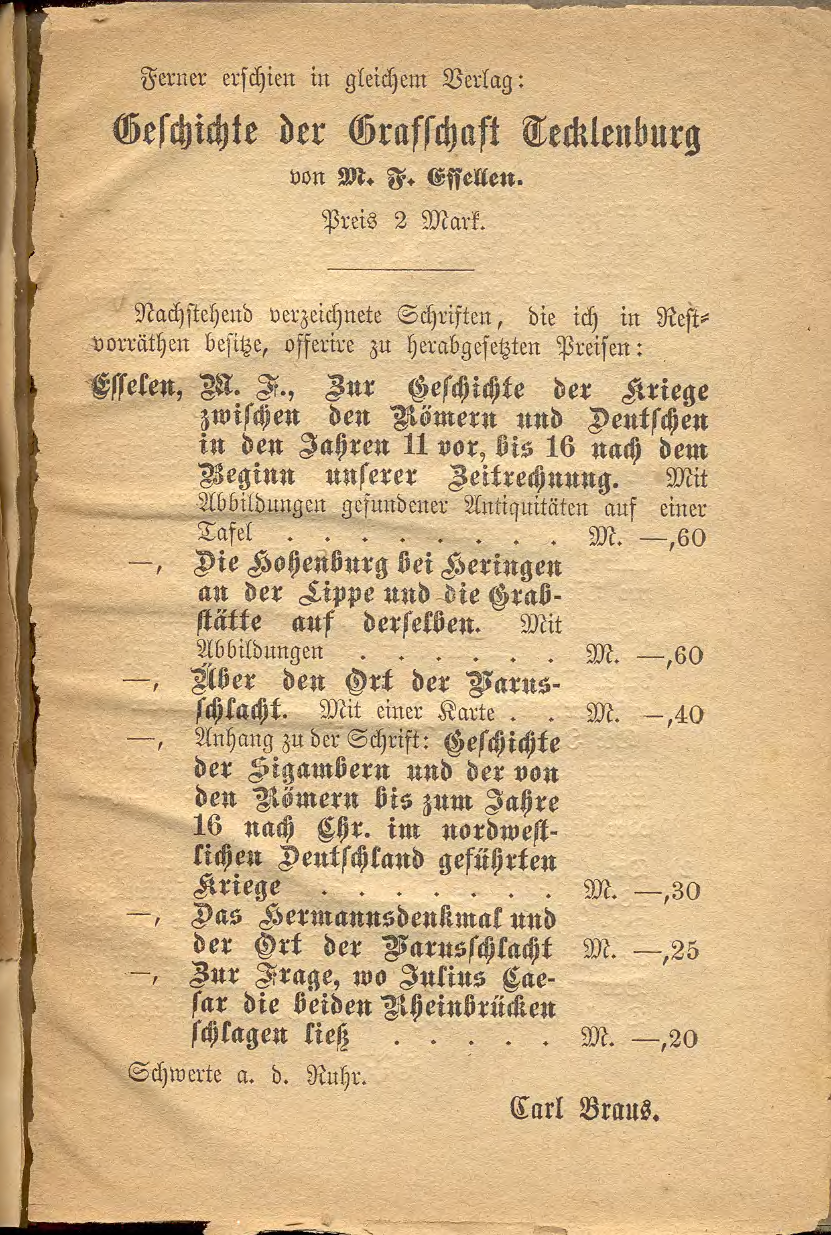 Ferner erschien in gleichem Verlag:
Geschichte der Grafschaft Tecklenburg
von M. F. Essellen.
Preis 2 Mark.
Nachstehend verzeichnete Schriften, die ich in Rest-
vorräthen besitze, offerire zu herabgesetzten Preisen:
Esselen, M. F., Zur Geschichte der Kriege
zwischen den Römern und Deutschen
in den Jahren 11 vor, bis 16 nach dem
Beginn unserer Zeitrechnung. Mit
Abbildungen gefundener Antiquitäten auf einer
Tafel . . . . . . . . . M. —,60
—, Die Hohenburg bei Heringen
an der Lippe und die Grab-
stätte auf derselben. Mit
Abbildungen . . . . . . M. —,60
—, Über den Ort der Varus-
schlacht. Mit einer Karte . . M. —,40
—, Anhang zu der Schrift: Geschichte
der Sigambern und der von
den Römern bis zum Jahre
16 nach Chr. im nordwest-
lichen Deutschland geführten
Kriege . . . . . . . M. —,30
—, Das Hermannsdenkmal und
der Ort der Varusschlacht M. —,25
—, Zur Frage, wo Julius Cae-
sar die beiden Rheinbrücken
schlagen ließ . . . . . M. —,20
Schwerte a. d. Ruhr.
Carl Braus.